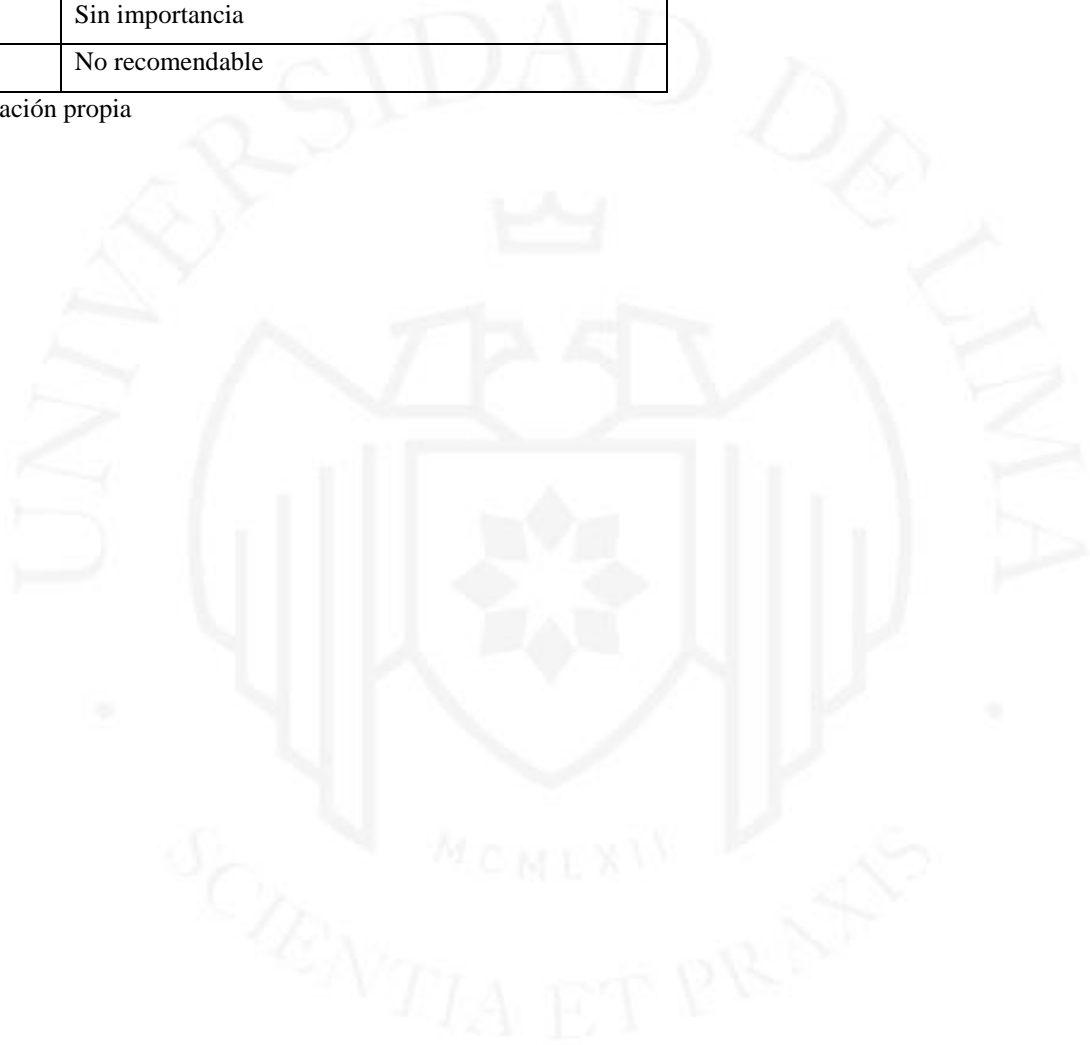 Sin importancia
No recomendable
ación propia
UNIVERSIDAD DE LIMA
MCMLXII
SCIENTIA ET PRAXIS